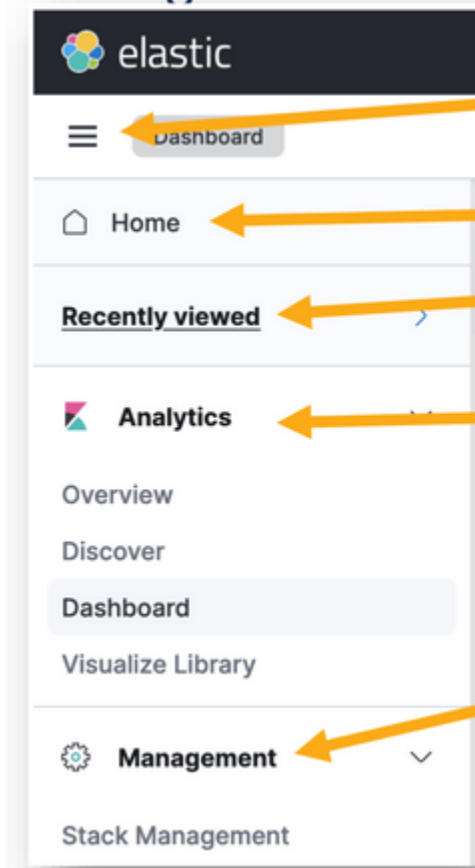 elastic
Dashboard
Home
Recently viewed
Analytics
Overview
Discover
Dashboard
Visualize Library
Management
Stack Management